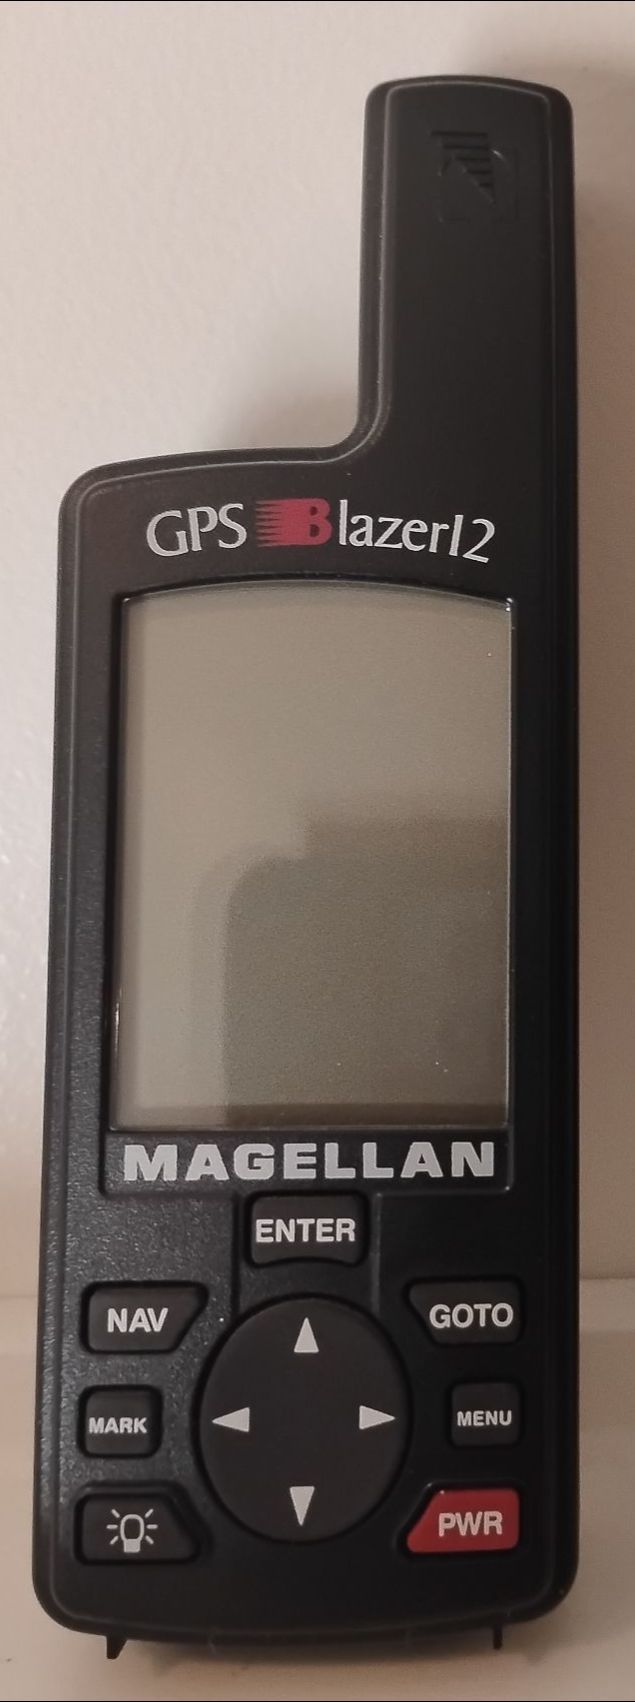 GPS Blazer12
MAGELLAN
ENTER
NAV GOTO
MARK MENU
PWR